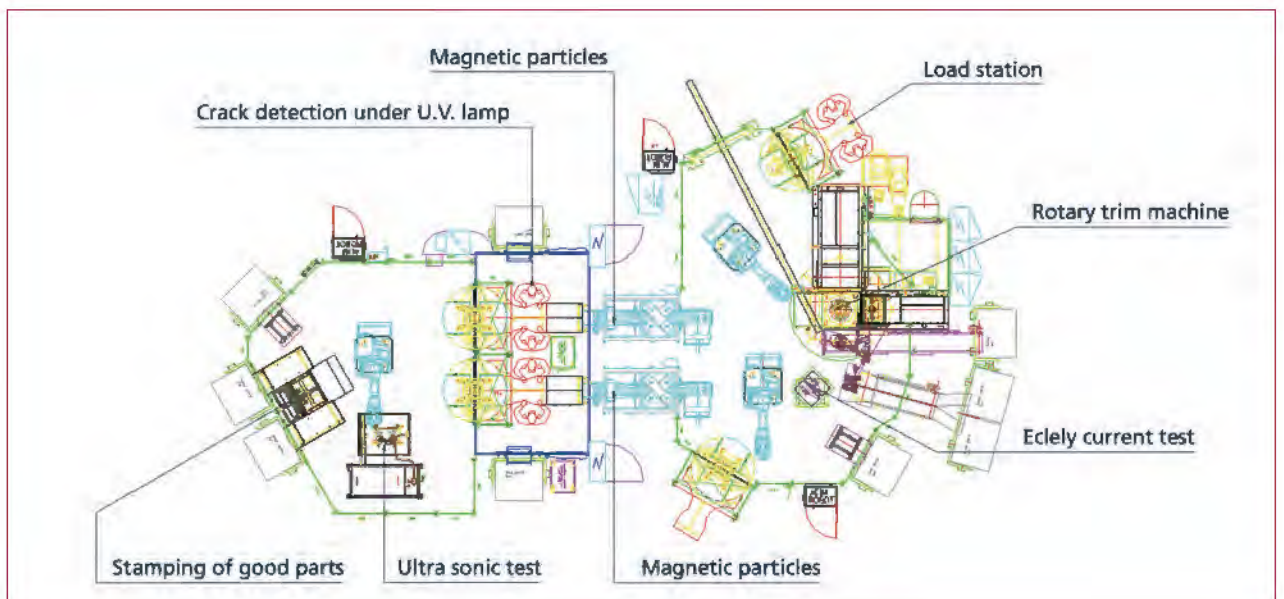 Magnetic particles
Load station
Crack detection under U.V. lamp
Rotary trim machine
Eclely current test
Stamping of good parts
Ultra sonic test
Magnetic particles